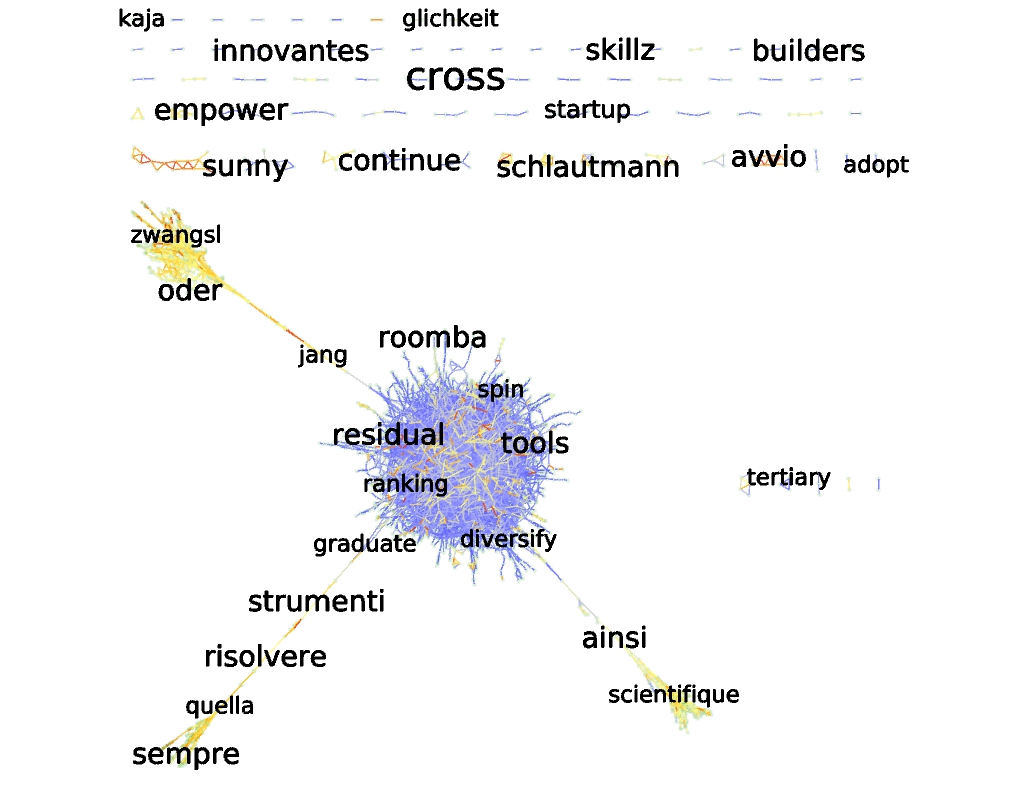 kaja glichkeit
innovantes skillz builders
cross
empower startup
sunny continue schlautmann avvio adopt
zwangsl
oder
jang roomba
spin
residual tools
ranking tertiary
graduate diversify
strumenti
risolvere ainsi
quella scientifique
sempre